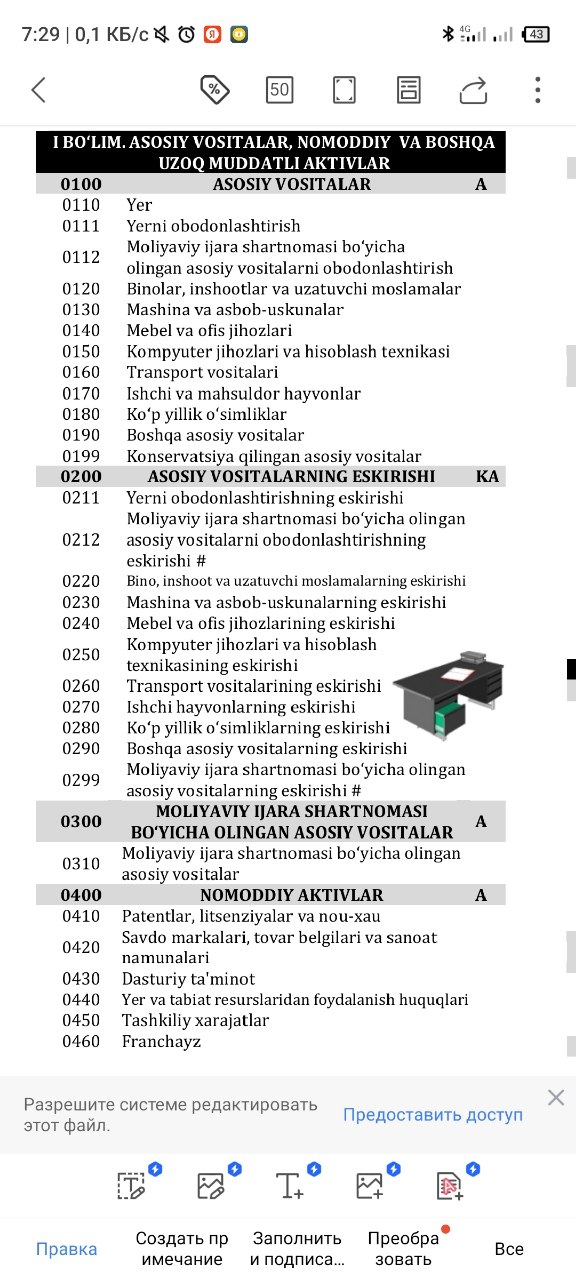 7:29 | 0,1 КБ/с
4G
43
%
50
I BOʻLIM. ASOSIY VOSITALAR, NOMODDIY VA BOSHQA
UZOQ MUDDATLI AKTIVLAR
0100 ASOSIY VOSITALAR A
0110 Yer
0111 Yerni obodonlashtirish
0112 Moliyaviy ijara shartnomasi boʻyicha
olingan asosiy vositalarni obodonlashtirish
0120 Binolar, inshootlar va uzatuvchi moslamalar
0130 Mashina va asbob-uskunalar
0140 Mebel va ofis jihozlari
0150 Kompyuter jihozlari va hisoblash texnikasi
0160 Transport vositalari
0170 Ishchi va mahsuldor hayvonlar
0180 Koʻp yillik oʻsimliklar
0190 Boshqa asosiy vositalar
0199 Konservatsiya qilingan asosiy vositalar
0200 ASOSIY VOSITALARNING ESKIRISHI KA
0211 Yerni obodonlashtirishning eskirishi
0212 Moliyaviy ijara shartnomasi boʻyicha olingan
asosiy vositalarni obodonlashtirishning
eskirishi #
0220 Bino, inshoot va uzatuvchi moslamalarning eskirishi
0230 Mashina va asbob-uskunalarning eskirishi
0240 Mebel va ofis jihozlarining eskirishi
0250 Kompyuter jihozlari va hisoblash
texnikasining eskirishi
0260 Transport vositalarining eskirishi
0270 Ishchi hayvonlarning eskirishi
0280 Koʻp yillik oʻsimliklarning eskirishi
0290 Boshqa asosiy vositalarning eskirishi
0299 Moliyaviy ijara shartnomasi boʻyicha olingan
asosiy vositalarning eskirishi #
0300 MOLIYAVIY IJARA SHARTNOMASI
BOʻYICHA OLINGAN ASOSIY VOSITALAR A
0310 Moliyaviy ijara shartnomasi boʻyicha olingan
asosiy vositalar
0400 NOMODDIY AKTIVLAR A
0410 Patentlar, litsenziyalar va nou-xau
0420 Savdo markalari, tovar belgilari va sanoat
namunalari
0430 Dasturiy ta'minot
0440 Yer va tabiat resurslaridan foydalanish huquqlari
0450 Tashkiliy xarajatlar
0460 Franchayz
Разрешите системе редактировать
этот файл.
Предоставить доступ
Правка
Создать пр
имечание
Заполнить
и подписа...
Преобра
зовать
Все